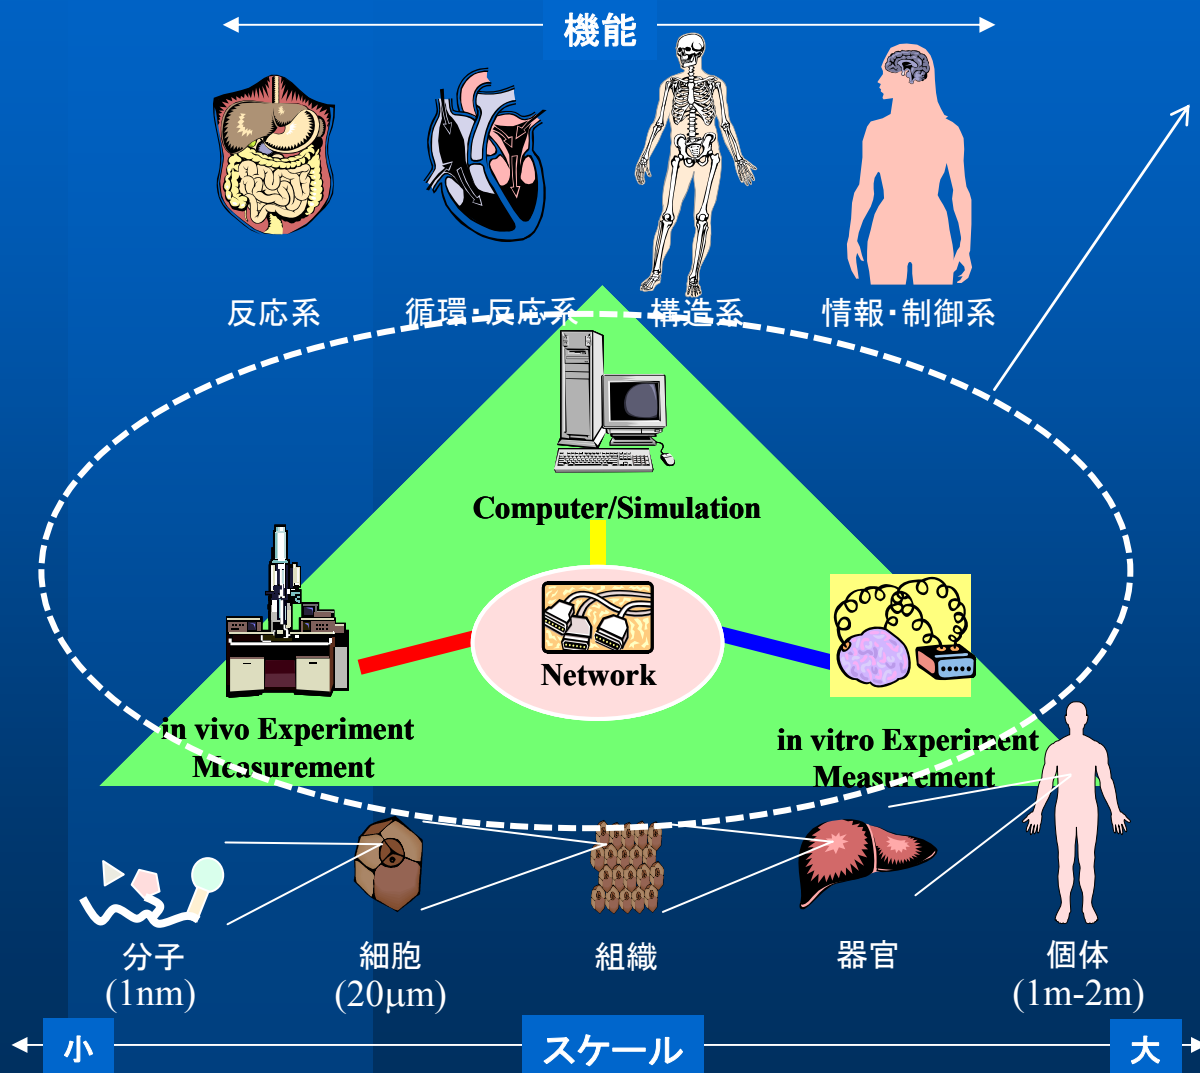 機能
反応系
循環・反応系
構造系
情報・制御系
Computer/Simulation
Network
in vivo Experiment
Measurement
in vitro Experiment
Measurement
分子
(1nm)
細胞
(20μm)
組織
器官
個体
(1m-2m)
小
スケール
大